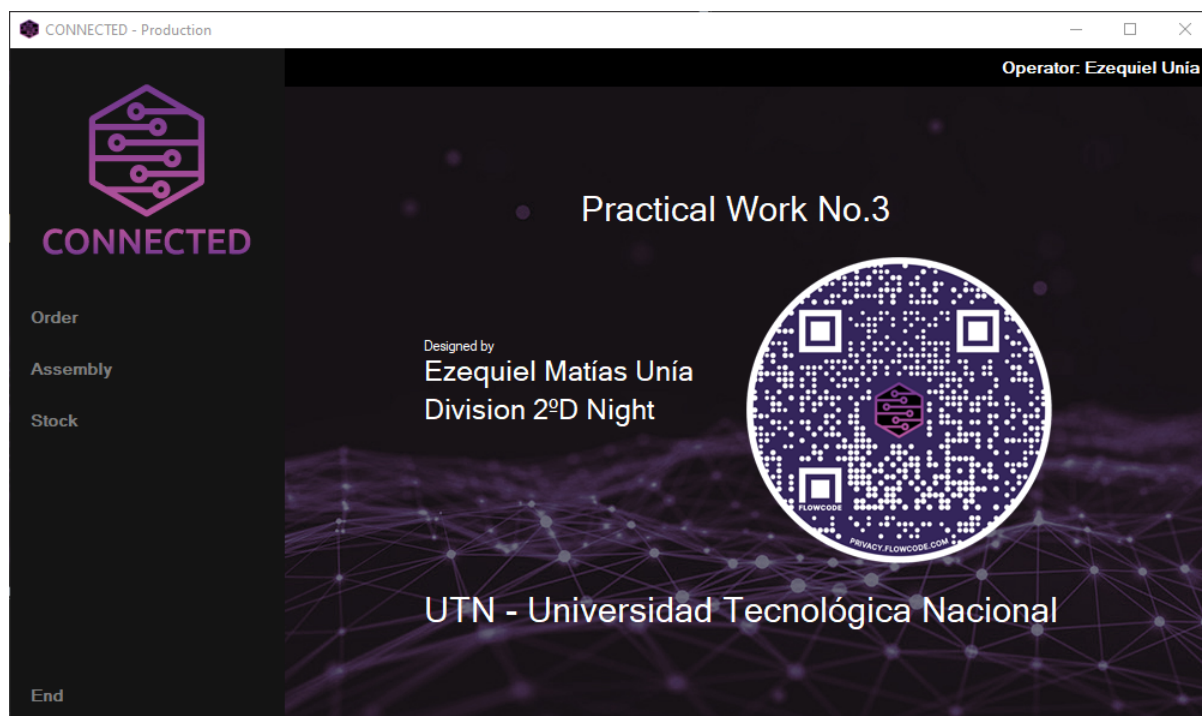 CONNECTED - Production
Operator: Ezequiel Unía
CONNECTED
Order
Assembly
Stock
End
Practical Work No.3
Designed by
Ezequiel Matías Unía
Division 2ºD Night
FLOWCODE
PRIVACY.FLOWCODE.COM
UTN - Universidad Tecnológica Nacional